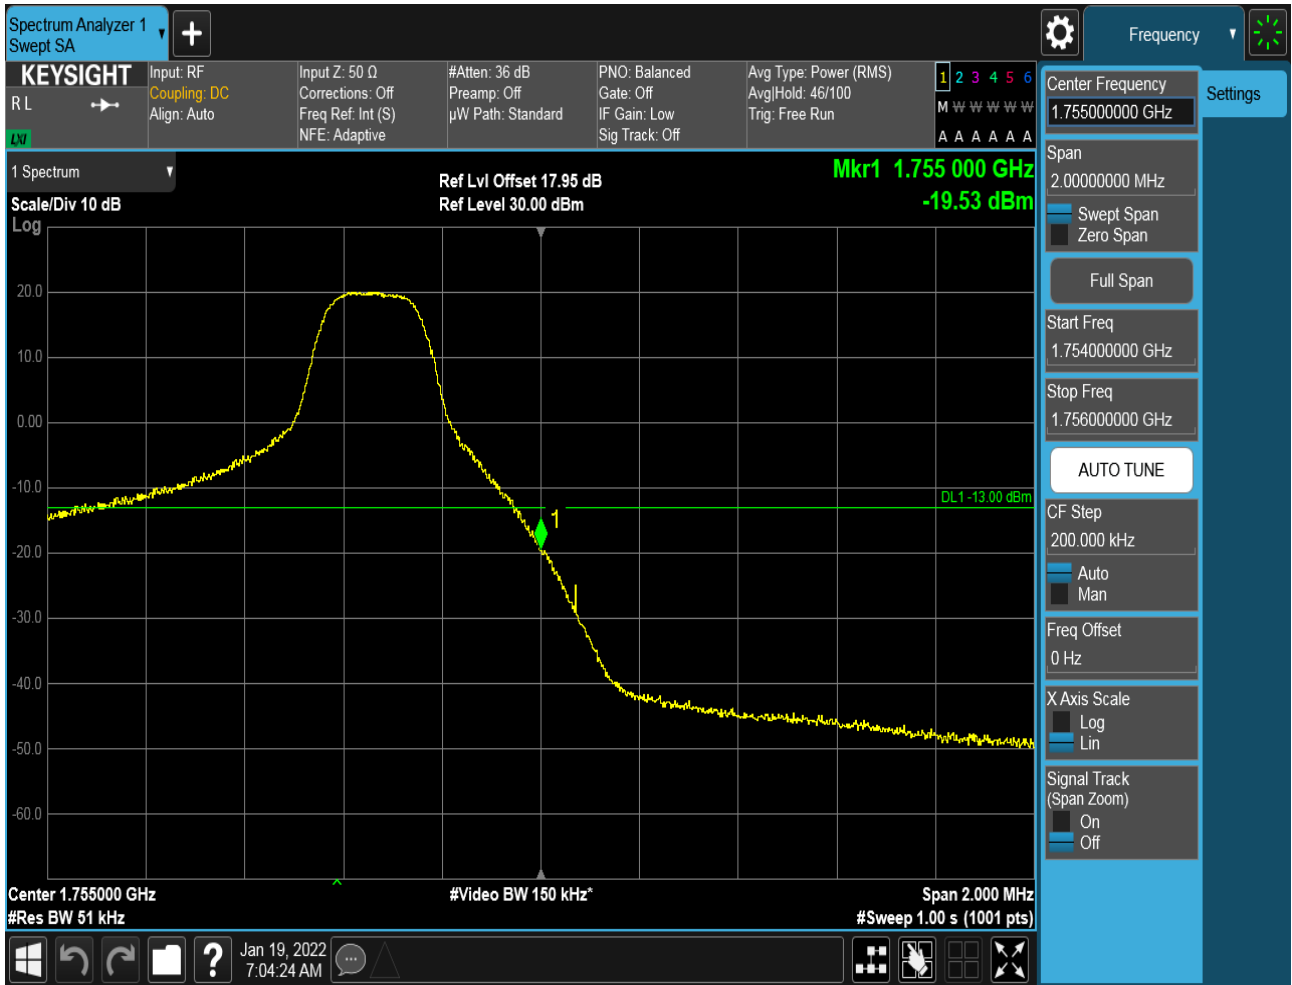 Spectrum Analyzer 1
Swept SA
Frequency
KEYSIGHT
R L
LXI
Input: RF
Coupling: DC
Align: Auto
Input Z: 50 Ω
Corrections: Off
Freq Ref: Int (S)
NFE: Adaptive
#Atten: 36 dB
Preamp: Off
µW Path: Standard
PNO: Balanced
Gate: Off
IF Gain: Low
Sig Track: Off
Avg Type: Power (RMS)
Avg|Hold: 46/100
Trig: Free Run
1 2 3 4 5 6
M W W W W W
A A A A A A
1 Spectrum
Scale/Div 10 dB
Log
Ref Lvl Offset 17.95 dB
Ref Level 30.00 dBm
Mkr1 1.755 000 GHz
-19.53 dBm
20.0
10.0
0.00
-10.0
-20.0
-30.0
-40.0
-50.0
-60.0
DL1 -13.00 dBm
1
Center 1.755000 GHz
#Video BW 150 kHz*
Span 2.000 MHz
#Res BW 51 kHz
#Sweep 1.00 s (1001 pts)
?
Jan 19, 2022
7:04:24 AM
Center Frequency
1.755000000 GHz
Settings
Span
2.00000000 MHz
Swept Span
Zero Span
Full Span
Start Freq
1.754000000 GHz
Stop Freq
1.756000000 GHz
AUTO TUNE
CF Step
200.000 kHz
Auto
Man
Freq Offset
0 Hz
X Axis Scale
Log
Lin
Signal Track
(Span Zoom)
On
Off